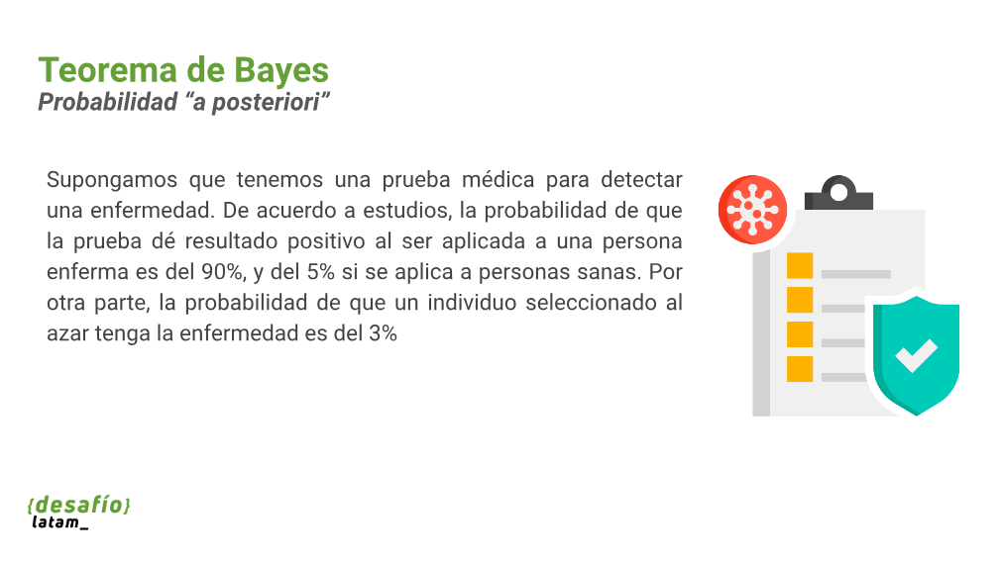 Teorema de Bayes
Probabilidad “a posteriori”
Supongamos que tenemos una prueba médica para detectar
una enfermedad. De acuerdo a estudios, la probabilidad de que
la prueba dé resultado positivo al ser aplicada a una persona
enferma es del 90%, y del 5% si se aplica a personas sanas. Por
otra parte, la probabilidad de que un individuo seleccionado al
azar tenga la enfermedad es del 3%
{desafío}
latam_